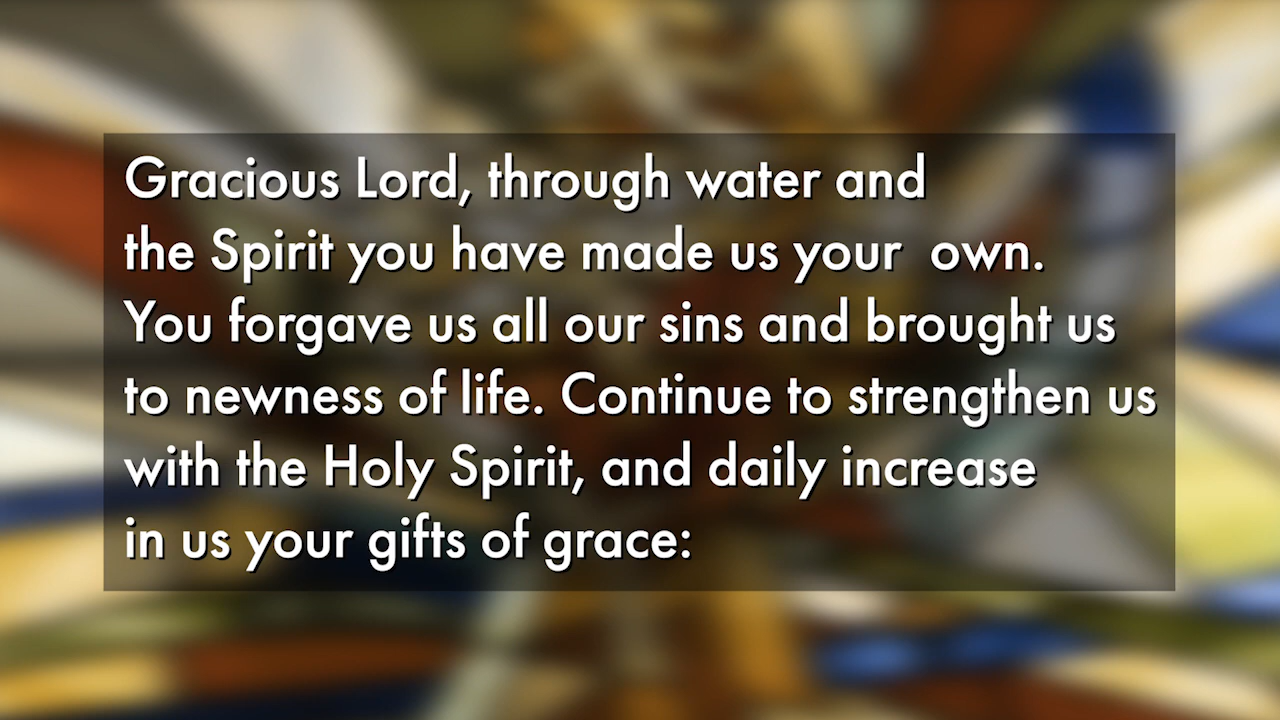 Gracious Lord, through water and
the Spirit you have made us your  own.
You forgave us all our sins and brought us
to newness of life. Continue to strengthen us
with the Holy Spirit, and daily increase
in us your gifts of grace: